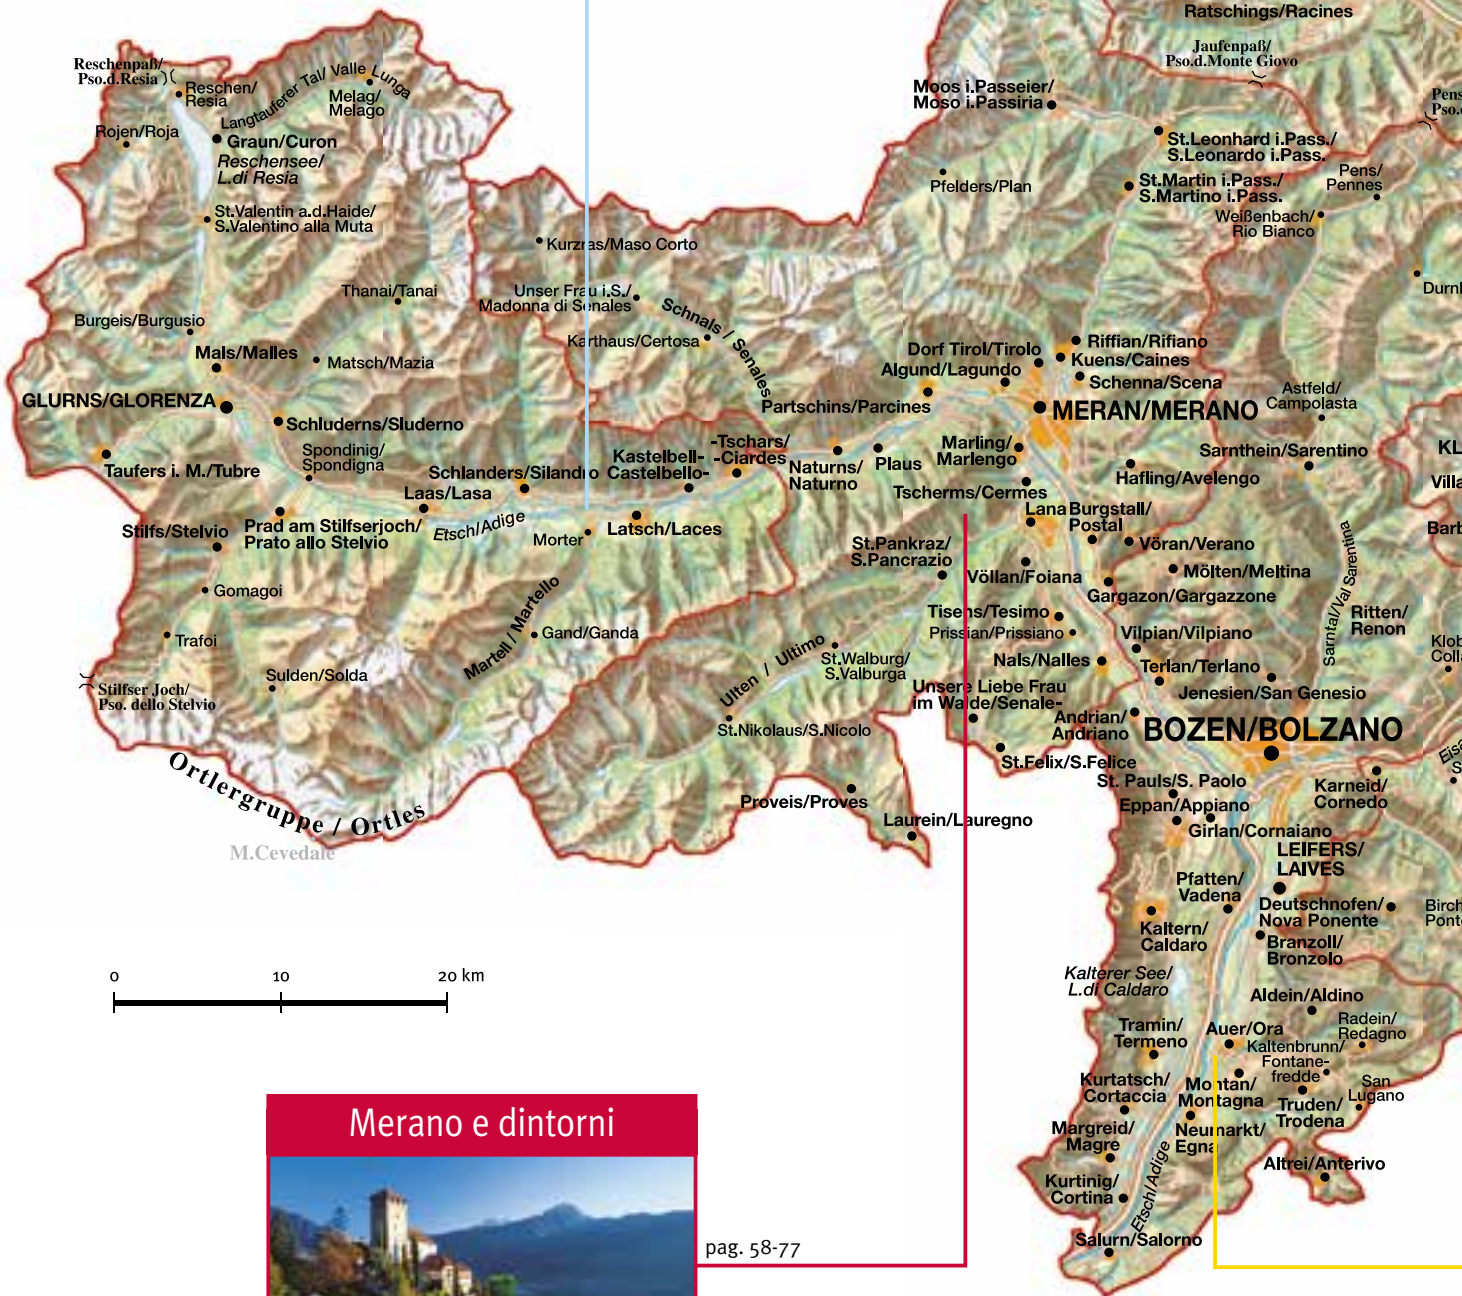 Ratschings/Racines
Jaufenpaß/
Pso.d.Monte Giovo
Reschenpaß/
Pso.d.Resia
Reschen/
Resia
Langtauferer Tal/ Valle Lunga
Melag/
Melago
Moos i.Passeier/
Moso i.Passiria
Pens
Pso.d
Rojen/Roja
Graun/Curon
Reschensee/
L.di Resia
St.Leonhard i.Pass./
S.Leonardo i.Pass.
Pfelders/Plan
St.Martin i.Pass./
S.Martino i.Pass.
Pens/
Pennes
St.Valentin a.d.Haide/
S.Valentino alla Muta
Weißenbach/
Rio Bianco
Kurzras/Maso Corto
Thanai/Tanai
Unser Frau i.S./
Madonna di Senales
Schnals / Senales
Durnh
Burgeis/Burgusio
Karthaus/Certosa
Riffian/Rifiano
Mals/Malles
Matsch/Mazia
Dorf Tirol/Tirolo
Kuens/Caines
Algund/Lagundo
Schenna/Scena
GLURNS/GLORENZA
Partschins/Parcines
MERAN/MERANO
Astfeld/
Campolasta
Schluderns/Sluderno
Taufers i. M./Tubre
Spondinig/
Spondigna
Schlanders/Silandro
Kastelbell-
Castelbello-
-Tschars/
-Ciardes
Naturns/
Naturno
Plaus
Marling/
Marlengo
Sarnthein/Sarentino
KL
Hafling/Avelengo
Villa
Laas/Lasa
Tscherms/Cermes
Stilfs/Stelvio
Prad am Stilfserjoch/
Prato allo Stelvio
Etsch/Adige
Morter
Latsch/Laces
Lana
Burgstall/
Postal
Barb
St.Pankraz/
S.Pancrazio
Vöran/Verano
Völlan/Foiana
Mölten/Meltina
Gomagoi
Gargazon/Gargazzone
Sarntal/Val Sarentina
Martell / Martello
Tisens/Tesimo
Ritten/
Renon
Trafoi
Gand/Ganda
Prissian/Prissiano
Vilpian/Vilpiano
Ulten / Ultimo
St.Walburg/
S.Valburga
Nals/Nalles
Terlan/Terlano
Klob
Colla
Sulden/Solda
Stilfser Joch/
Pso. dello Stelvio
Unsere Liebe Frau
im Walde/Senale-
Jenesien/San Genesio
St.Nikolaus/S.Nicolo
Andrian/
Andriano
BOZEN/BOLZANO
Eisa
S
Ortlergruppe / Ortles
M.Cevedale
St.Felix/S.Felice
St. Pauls/S. Paolo
Karneid/
Cornedo
Proveis/Proves
Eppan/Appiano
Laurein/Lauregno
Girlan/Cornaiano
LEIFERS/
LAIVES
Pfatten/
Vadena
Deutschnofen/
Nova Ponente
Birch
Ponte
Kaltern/
Caldaro
Branzoll/
Bronzolo
0 10 20 km
Kalterer See/
L.di Caldaro
Aldein/Aldino
Tramin/
Termeno
Auer/Ora
Radein/
Redagno
Kaltenbrunn/
Fontane-
fredde
Kurtatsch/
Cortaccia
Montan/
Montagna
San
Lugano
Truden/
Trodena
Margreid/
Magre
Neumarkt/
Egna
Altrei/Anterivo
Kurtinig/
Cortina
Etsch/Adige
Salurn/Salorno
Merano e dintorni
pag. 58-77